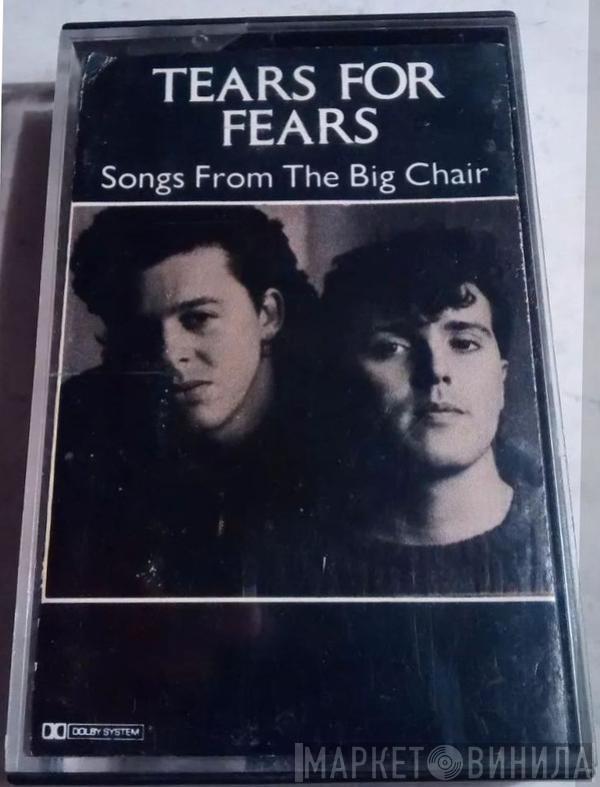 TEARS FOR
FEARS
Songs From The Big Chair
DOLBY SYSTEM
МАРКЕТ ВИНИЛА